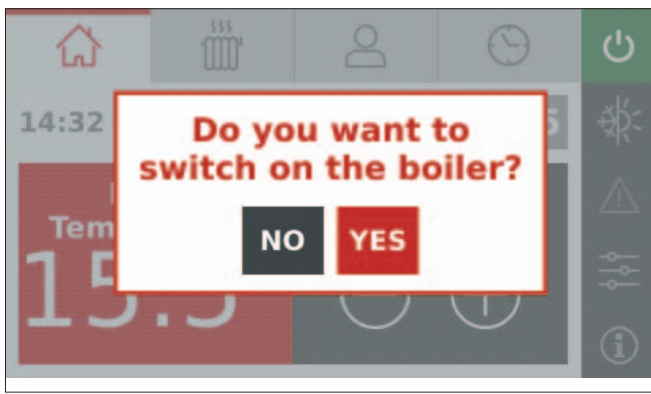 14:32
Do you want to
switch on the boiler?
NO YES
Tem
15.5